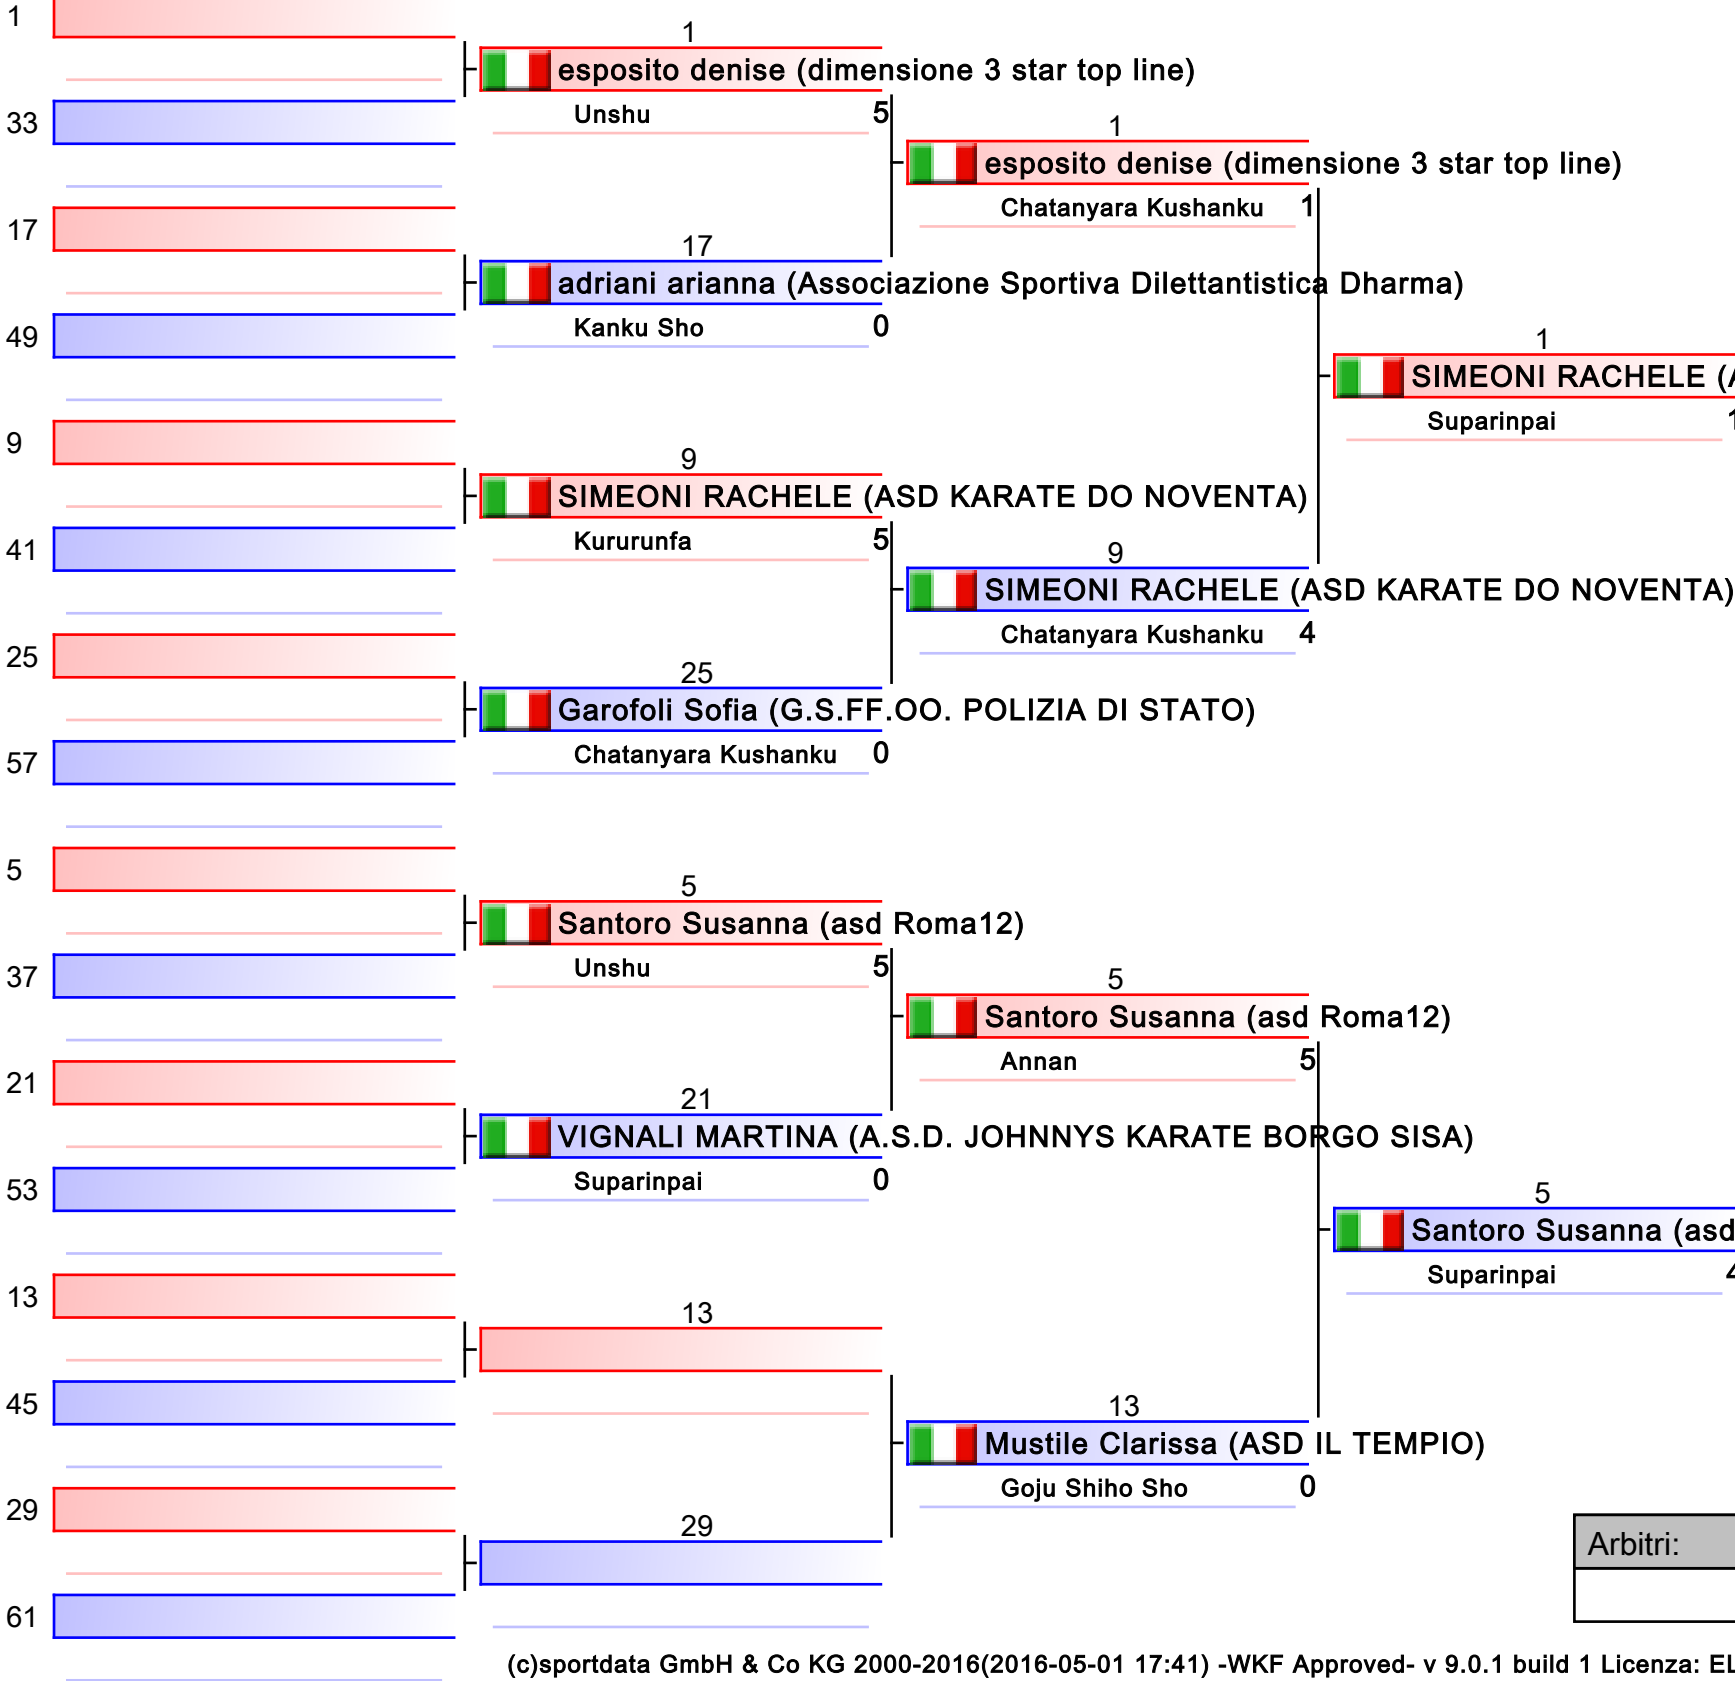 1
1
esposito denise (dimensione 3 star top line)
Unshu 5
33
1
esposito denise (dimensione 3 star top line)
Chatanyara Kushanku 1
17
17
adriani arianna (Associazione Sportiva Dilettantistica Dharma)
Kanku Sho 0
49
1
SIMEONI RACHELE (
Suparinpai 1
9
9
SIMEONI RACHELE (ASD KARATE DO NOVENTA)
Kururunfa 5
41
9
SIMEONI RACHELE (ASD KARATE DO NOVENTA)
Chatanyara Kushanku 4
25
25
Garofoli Sofia (G.S.FF.OO. POLIZIA DI STATO)
Chatanyara Kushanku 0
57
5
5
Santoro Susanna (asd Roma12)
Unshu 5
37
5
Santoro Susanna (asd Roma12)
Annan 5
21
21
VIGNALI MARTINA (A.S.D. JOHNNYS KARATE BORGO SISA)
Suparinpai 0
53
5
Santoro Susanna (asd
Suparinpai 4
13
13
45
13
Mustile Clarissa (ASD IL TEMPIO)
Goju Shiho Sho 0
29
29
Arbitri:
61
(c)sportdata GmbH & Co KG 2000-2016(2016-05-01 17:41) -WKF Approved- v 9.0.1 build 1 Licenza: